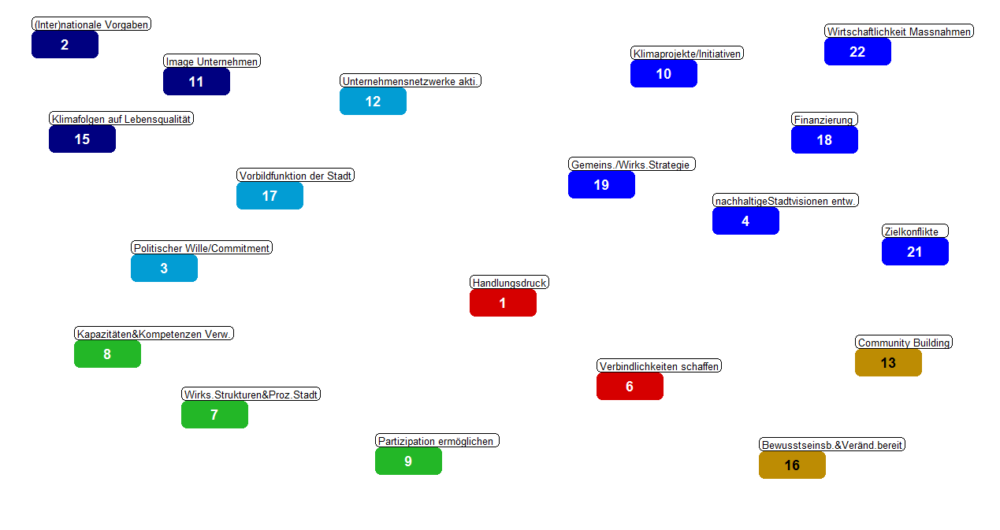 (Inter)nationale Vorgaben
2
Image Unternehmen
11
Klimafolgen auf Lebensqualität
15
Unternehmensnetzwerke akti.
12
Vorbildfunktion der Stadt
17
Politischer Wille/Commitment
3
Klimaprojekte/Initiativen
10
Wirtschaftlichkeit Massnahmen
22
Finanzierung
18
Gemeins./Wirks.Strategie
19
nachhaltigeStadtvisionen entw.
4
Zielkonflikte
21
Handlungsdruck
1
Verbindlichkeiten schaffen
6
Kapazitäten&Kompetenzen Verw.
8
Wirks.Strukturen&Proz.Stadt
7
Partizipation ermöglichen
9
Community Building
13
Bewusstseinsb.&Veränd.bereit
16